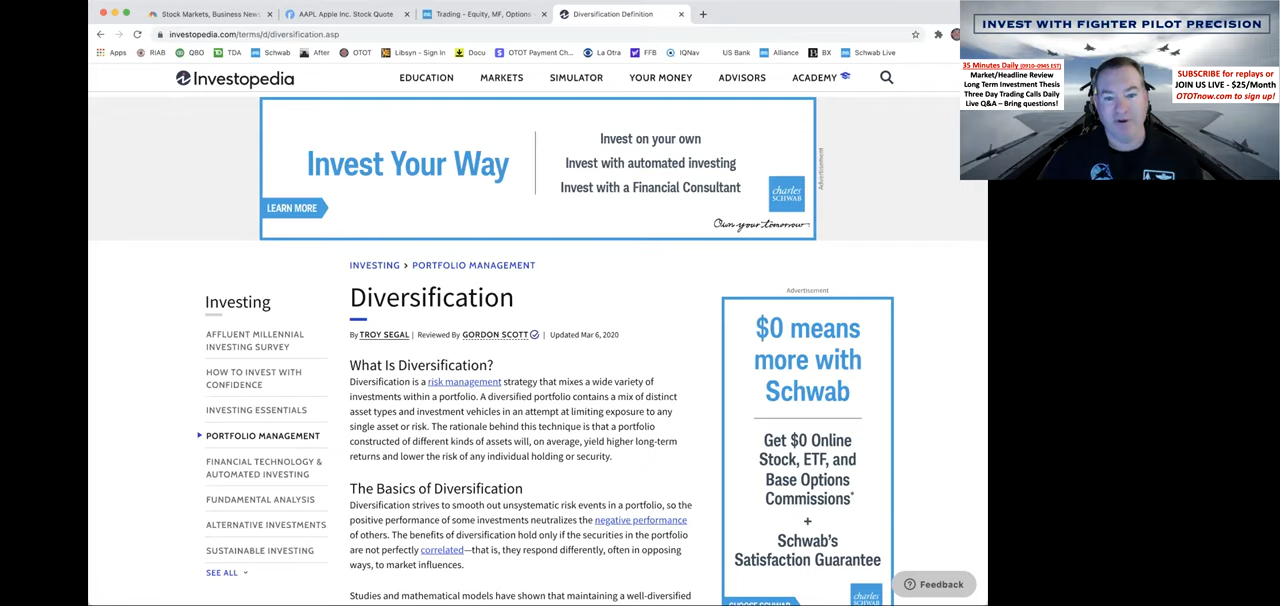 Stock Markets, Business News
AAPL Apple Inc. Stock Quote
Trading - Equity, MF, Options
Diversification Definition
investopedia.com/terms/d/diversification.asp
Apps RIAB QBO TDA Schwab After OTOT Libsyn - Sign In Docu OTOT Payment Ch... La Otra FFB IQNav US Bank Alliance BX Schwab Live
Investopedia
EDUCATION MARKETS SIMULATOR YOUR MONEY ADVISORS ACADEMY
Invest Your Way
LEARN MORE
Invest on your own
Invest with automated investing
Invest with a Financial Consultant
charles
SCHWAB
Own your tomorrow
Advertisement
INVESTING > PORTFOLIO MANAGEMENT
Investing
AFFLUENT MILLENNIAL
INVESTING SURVEY
HOW TO INVEST WITH
CONFIDENCE
INVESTING ESSENTIALS
PORTFOLIO MANAGEMENT
FINANCIAL TECHNOLOGY &
AUTOMATED INVESTING
FUNDAMENTAL ANALYSIS
ALTERNATIVE INVESTMENTS
SUSTAINABLE INVESTING
SEE ALL
Diversification
By TROY SEGAL | Reviewed By GORDON SCOTT | Updated Mar 6, 2020
What Is Diversification?
Diversification is a risk management strategy that mixes a wide variety of
investments within a portfolio. A diversified portfolio contains a mix of distinct
asset types and investment vehicles in an attempt at limiting exposure to any
single asset or risk. The rationale behind this technique is that a portfolio
constructed of different kinds of assets will, on average, yield higher long-term
returns and lower the risk of any individual holding or security.
The Basics of Diversification
Diversification strives to smooth out unsystematic risk events in a portfolio, so the
positive performance of some investments neutralizes the negative performance
of others. The benefits of diversification hold only if the securities in the portfolio
are not perfectly correlated—that is, they respond differently, often in opposing
ways, to market influences.
Studies and mathematical models have shown that maintaining a well-diversified
Advertisement
$0 means
more with
Schwab
Get $0 Online
Stock, ETF, and
Base Options
Commissions*
+
Schwab's
Satisfaction Guarantee
CHOOSE SCHWAB
charles
Feedback
INVEST WITH FIGHTER PILOT PRECISION
35 Minutes Daily (0910-0945 EST)
Market/Headline Review
Long Term Investment Thesis
Three Day Trading Calls Daily
Live Q&A – Bring questions!
SUBSCRIBE for replays or
JOIN US LIVE - $25/Month
OTOTnow.com to sign up!